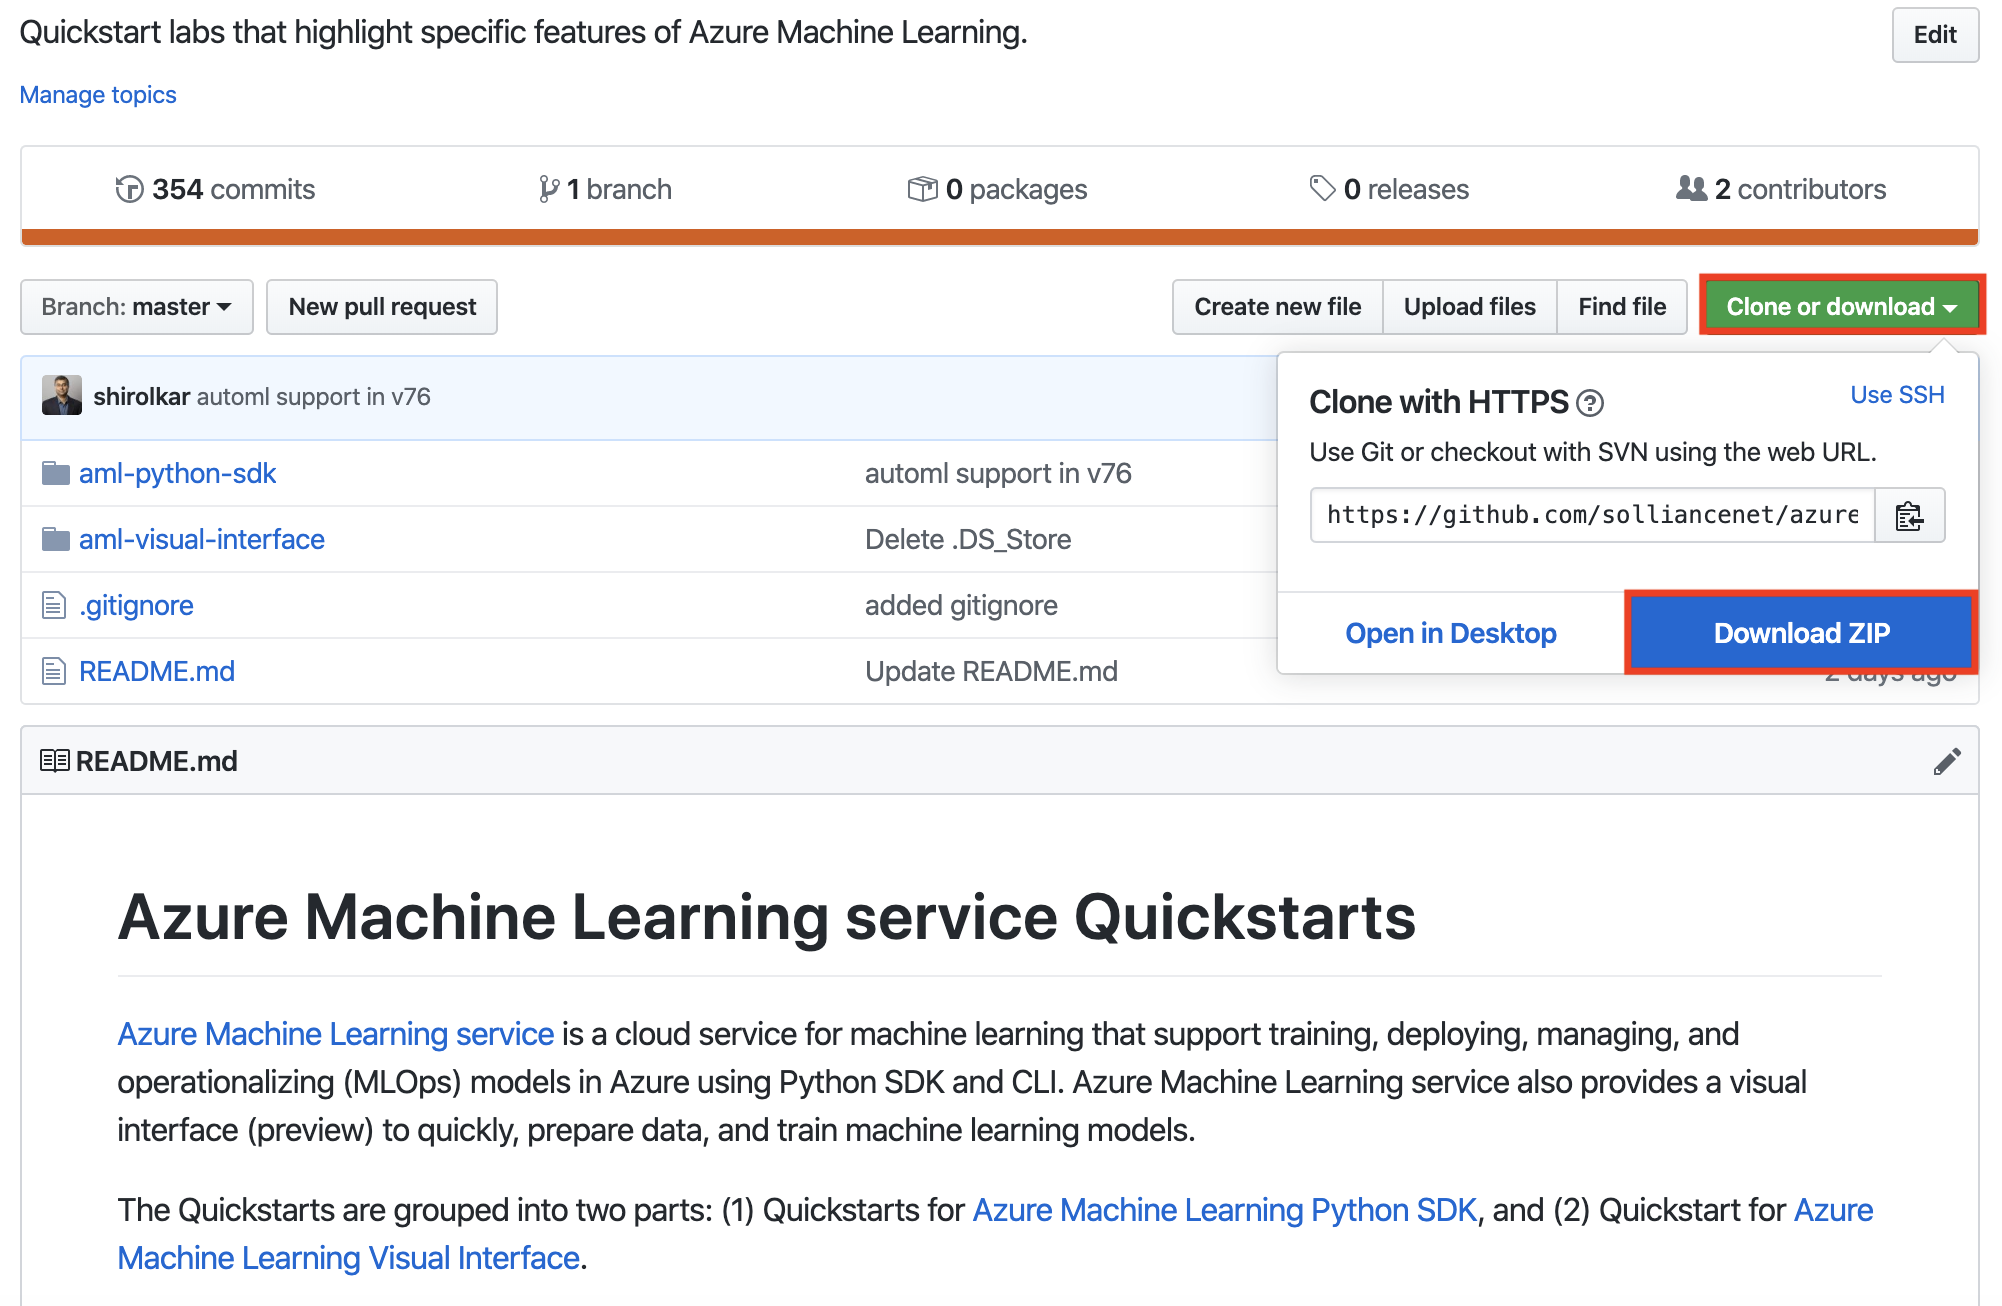 Quickstart labs that highlight specific features of Azure Machine Learning.
Edit
Manage topics
354 commits
1 branch
0 packages
0 releases
2 contributors
Branch: master
New pull request
Create new file
Upload files
Find file
Clone or download
shirolkar automl support in v76
Clone with HTTPS
Use SSH
Use Git or checkout with SVN using the web URL.
https://github.com/solliancenet/azure
Open in Desktop
Download ZIP
aml-python-sdk
automl support in v76
aml-visual-interface
Delete .DS_Store
.gitignore
added gitignore
README.md
Update README.md
2 days ago
README.md
Azure Machine Learning service Quickstarts
Azure Machine Learning service is a cloud service for machine learning that support training, deploying, managing, and
operationalizing (MLOps) models in Azure using Python SDK and CLI. Azure Machine Learning service also provides a visual
interface (preview) to quickly, prepare data, and train machine learning models.
The Quickstarts are grouped into two parts: (1) Quickstarts for Azure Machine Learning Python SDK, and (2) Quickstart for Azure
Machine Learning Visual Interface.